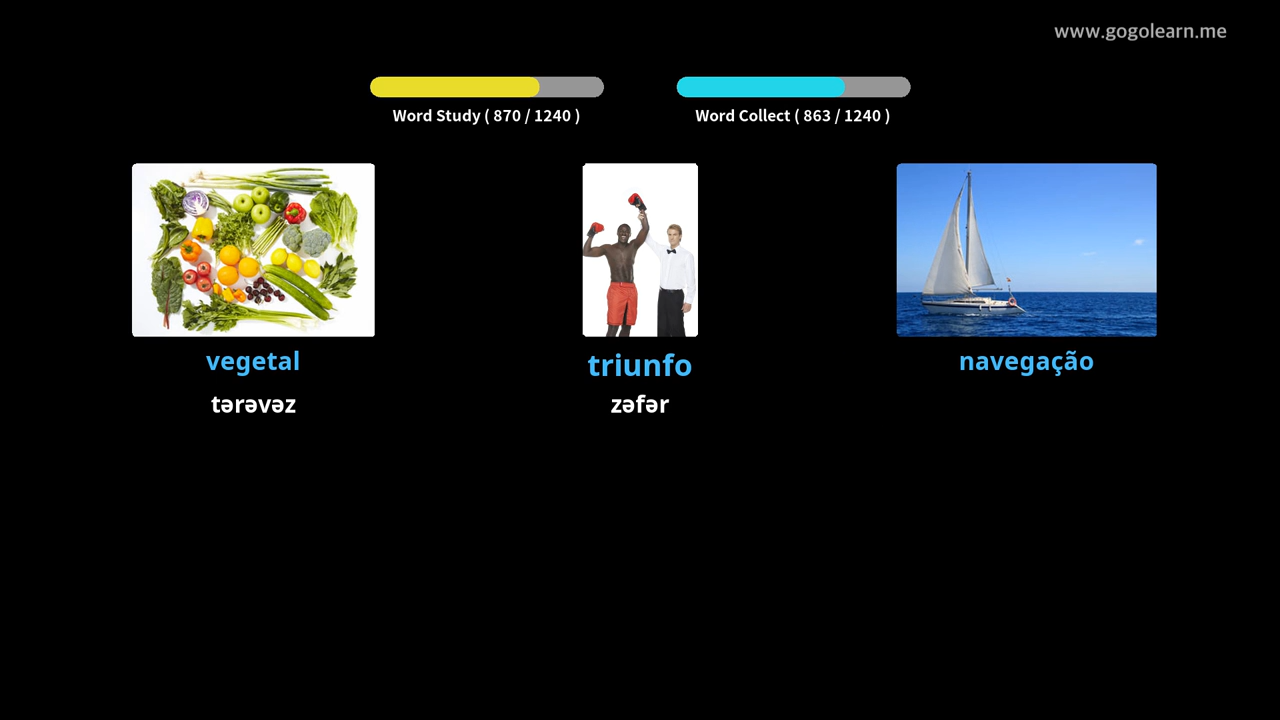 www.gogolearn.me
Word Study ( 870 / 1240 )
Word Collect ( 863 / 1240 )
vegetal
triunfo
navegação
tərəvəz
zəfər